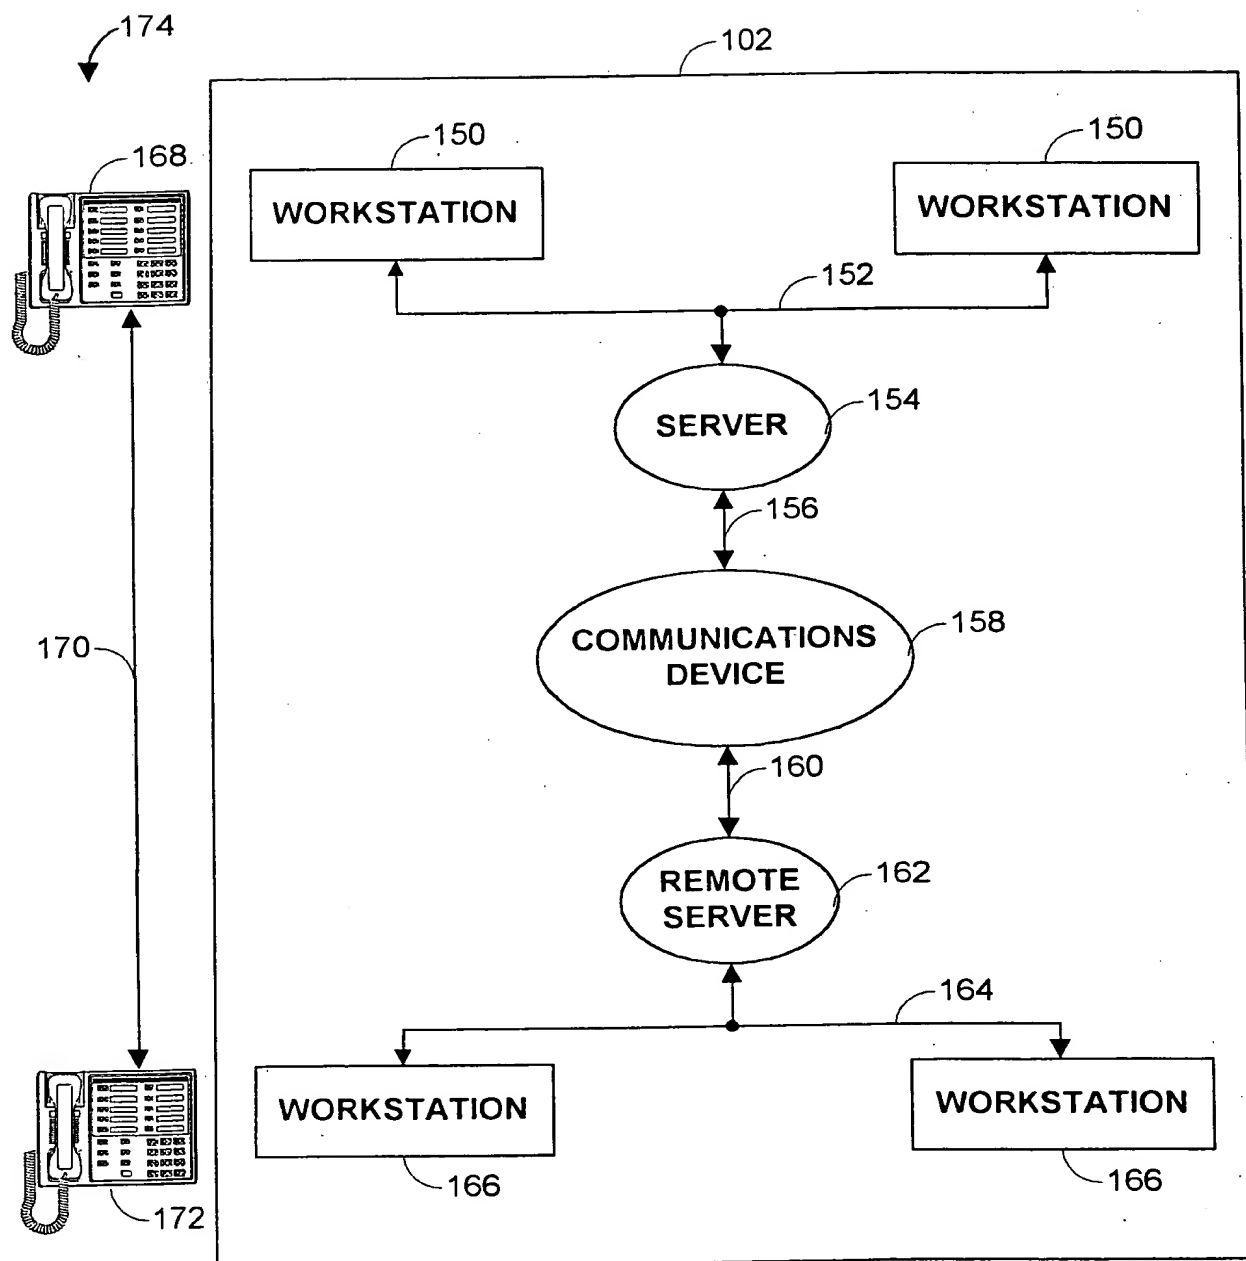 174
102
168
150
150
WORKSTATION
WORKSTATION
152
SERVER
154
156
COMMUNICATIONS
DEVICE
158
170
160
REMOTE
SERVER
162
164
WORKSTATION
WORKSTATION
166
166
172